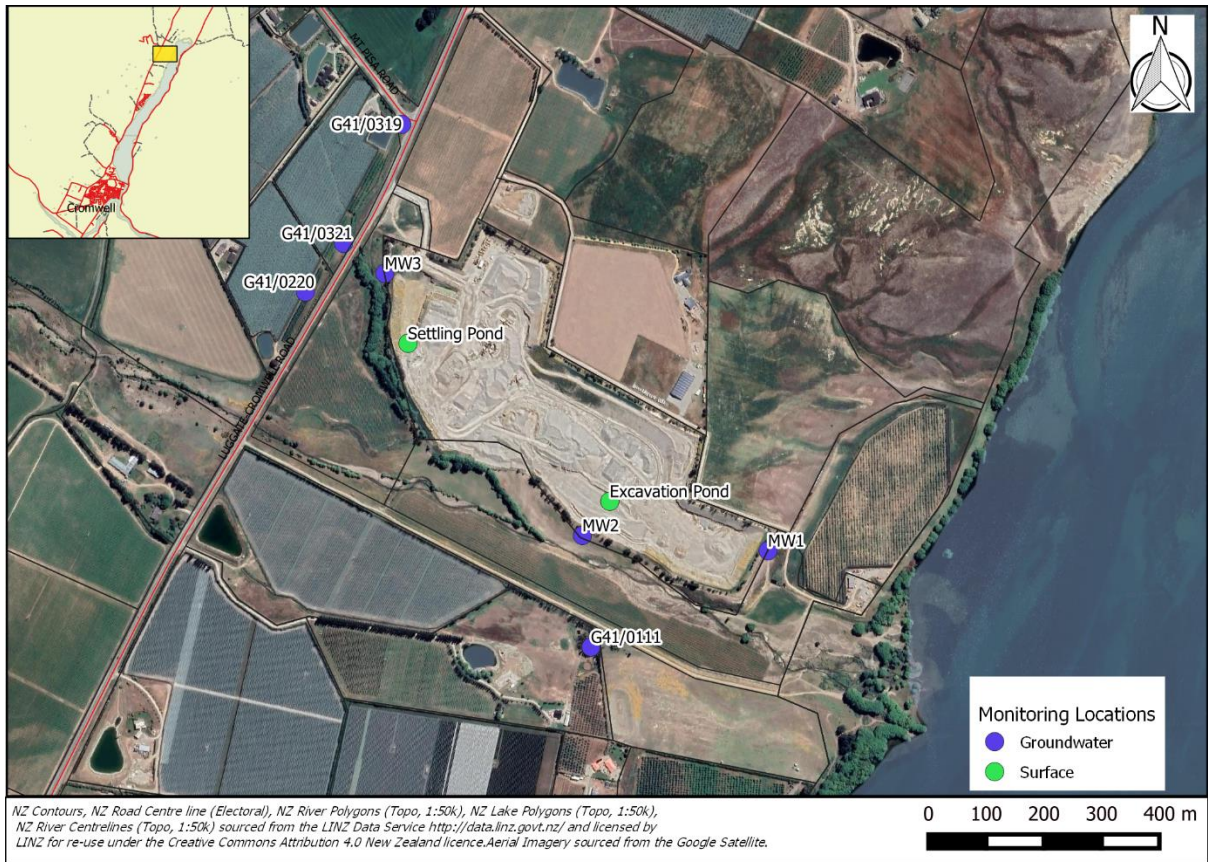 N
MT PISA ROAD
G41/0319
Cromwell
G41/0321
MW3
G41/0220
Settling Pond
LUGGATE-CROMWELL ROAD
Excavation Pond
MW2
MW1
G41/0111
Monitoring Locations
Groundwater
Surface
NZ Contours, NZ Road Centre line (Electoral), NZ River Polygons (Topo, 1:50k), NZ Lake Polygons (Topo, 1:50k),
NZ River Centrelines (Topo, 1:50k) sourced from the LINZ Data Service http://data.linz.govt.nz/ and licensed by
LINZ for re-use under the Creative Commons Attribution 4.0 New Zealand licence.Aerial Imagery sourced from the Google Satellite.
0 100 200 300 400 m